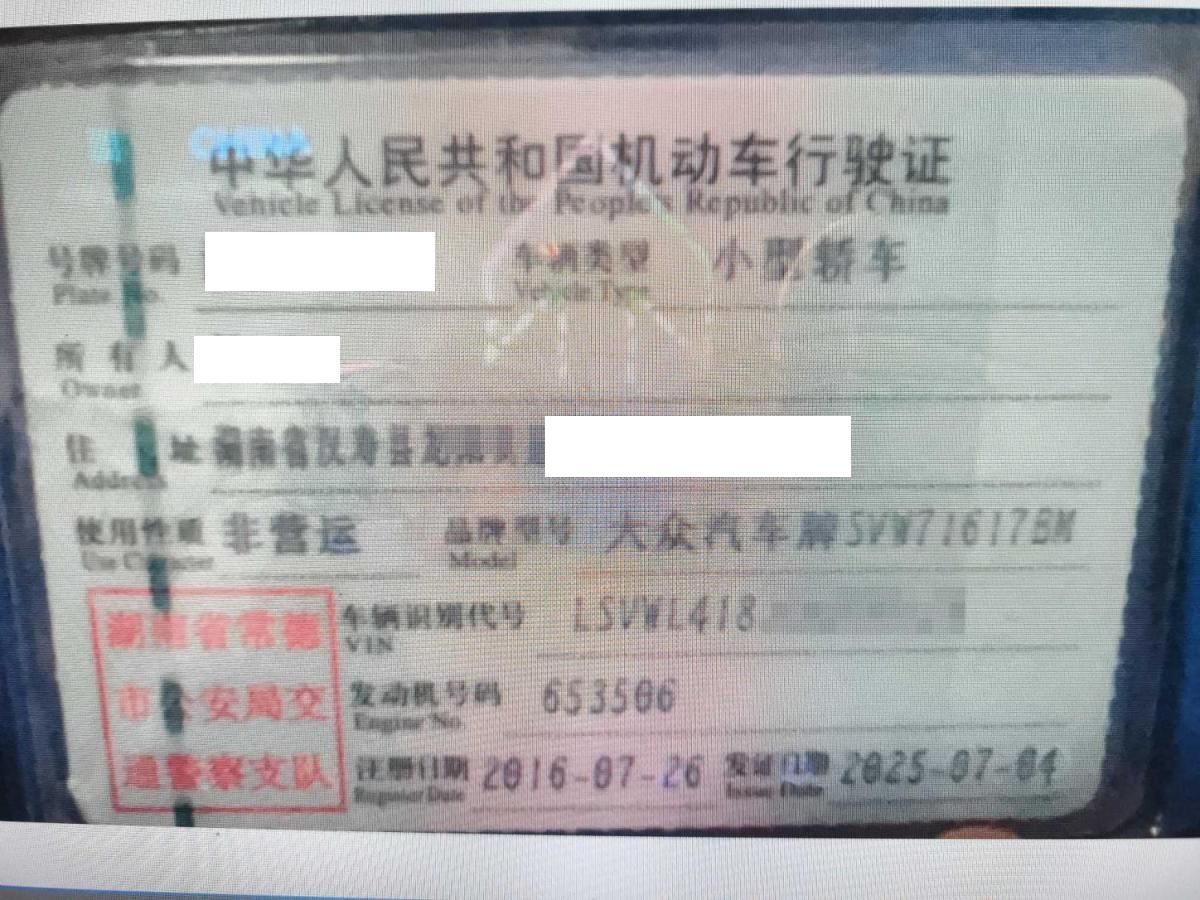 CHINA
中华人民共和国机动车行驶证
Vehicle License of the People's Republic of China
号牌号码 车辆类型 小型轿车
Plate No. Vehicle Type
所有人
Owner
住址 湖南省汉寿县龙阳
Address
使用性质 非营运 品牌型号 大众汽车牌SVW71617BM
Use Character Model
湖南省常德 车辆识别代号 LSVWL418
VIN
市公安局交 发动机号码 653506
Engine No.
通警察支队 注册日期 2016-07-26 发证日期 2025-07-04
Register Date Issue Date